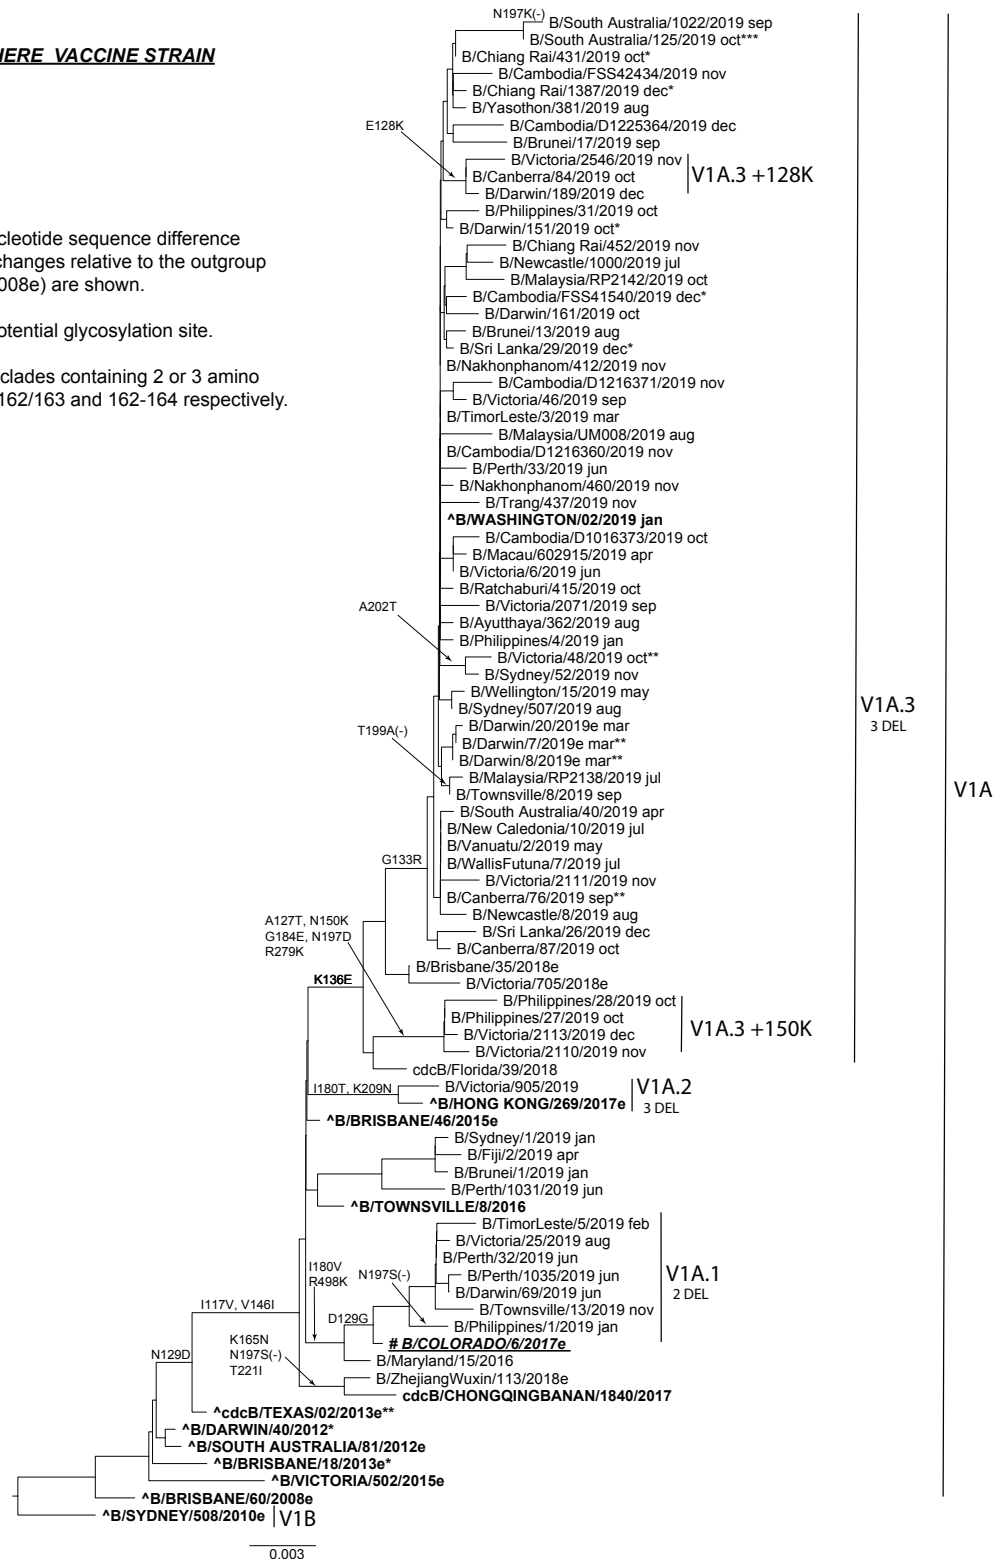 HERE VACCINE STRAIN
cleotide sequence difference
changes relative to the outgroup
008e) are shown.
otential glycosylation site.
clades containing 2 or 3 amino
162/163 and 162-164 respectively.
N197K(-)
B/South Australia/1022/2019 sep
B/South Australia/125/2019 oct***
B/Chiang Rai/431/2019 oct*
B/Cambodia/FSS42434/2019 nov
B/Chiang Rai/1387/2019 dec*
B/Yasothon/381/2019 aug
E128K
B/Cambodia/D1225364/2019 dec
B/Brunei/17/2019 sep
B/Victoria/2546/2019 nov
B/Canberra/84/2019 oct
V1A.3 +128K
B/Darwin/189/2019 dec
B/Philippines/31/2019 oct
B/Darwin/151/2019 oct*
B/Chiang Rai/452/2019 nov
B/Newcastle/1000/2019 jul
B/Malaysia/RP2142/2019 oct
B/Cambodia/FSS41540/2019 dec*
B/Darwin/161/2019 oct
B/Brunei/13/2019 aug
B/Sri Lanka/29/2019 dec*
B/Nakhonphanom/412/2019 nov
B/Cambodia/D1216371/2019 nov
B/Victoria/46/2019 sep
B/TimorLeste/3/2019 mar
B/Malaysia/UM008/2019 aug
B/Cambodia/D1216360/2019 nov
B/Perth/33/2019 jun
B/Nakhonphanom/460/2019 nov
B/Trang/437/2019 nov
^B/WASHINGTON/02/2019 jan
B/Cambodia/D1016373/2019 oct
B/Macau/602915/2019 apr
B/Victoria/6/2019 jun
B/Ratchaburi/415/2019 oct
A202T
B/Victoria/2071/2019 sep
B/Ayutthaya/362/2019 aug
B/Philippines/4/2019 jan
B/Victoria/48/2019 oct**
B/Sydney/52/2019 nov
B/Wellington/15/2019 may
B/Sydney/507/2019 aug
V1A.3
3 DEL
B/Darwin/20/2019e mar
T199A(-)
B/Darwin/7/2019e mar**
B/Darwin/8/2019e mar**
B/Malaysia/RP2138/2019 jul
B/Townsville/8/2019 sep
V1A
B/South Australia/40/2019 apr
B/New Caledonia/10/2019 jul
B/Vanuatu/2/2019 may
G133R
B/WallisFutuna/7/2019 jul
B/Victoria/2111/2019 nov
B/Canberra/76/2019 sep**
B/Newcastle/8/2019 aug
A127T, N150K
G184E, N197D
R279K
B/Sri Lanka/26/2019 dec
B/Canberra/87/2019 oct
B/Brisbane/35/2018e
K136E
B/Victoria/705/2018e
B/Philippines/28/2019 oct
B/Philippines/27/2019 oct
V1A.3 +150K
B/Victoria/2113/2019 dec
B/Victoria/2110/2019 nov
cdcB/Florida/39/2018
I180T, K209N
B/Victoria/905/2019
V1A.2
^B/HONG KONG/269/2017e
3 DEL
^B/BRISBANE/46/2015e
B/Sydney/1/2019 jan
B/Fiji/2/2019 apr
B/Brunei/1/2019 jan
B/Perth/1031/2019 jun
^B/TOWNSVILLE/8/2016
B/TimorLeste/5/2019 feb
B/Victoria/25/2019 aug
B/Perth/32/2019 jun
I180V
R498K
N197S(-)
B/Perth/1035/2019 jun
V1A.1
2 DEL
B/Darwin/69/2019 jun
I117V, V146I
B/Townsville/13/2019 nov
D129G
B/Philippines/1/2019 jan
# B/COLORADO/6/2017e
K165N
N197S(-)
T221I
N129D
B/Maryland/15/2016
B/ZhejiangWuxin/113/2018e
cdcB/CHONGQINGBANAN/1840/2017
^cdcB/TEXAS/02/2013e**
^B/DARWIN/40/2012*
^B/SOUTH AUSTRALIA/81/2012e
^B/BRISBANE/18/2013e*
^B/VICTORIA/502/2015e
^B/BRISBANE/60/2008e
^B/SYDNEY/508/2010e
V1B
0.003